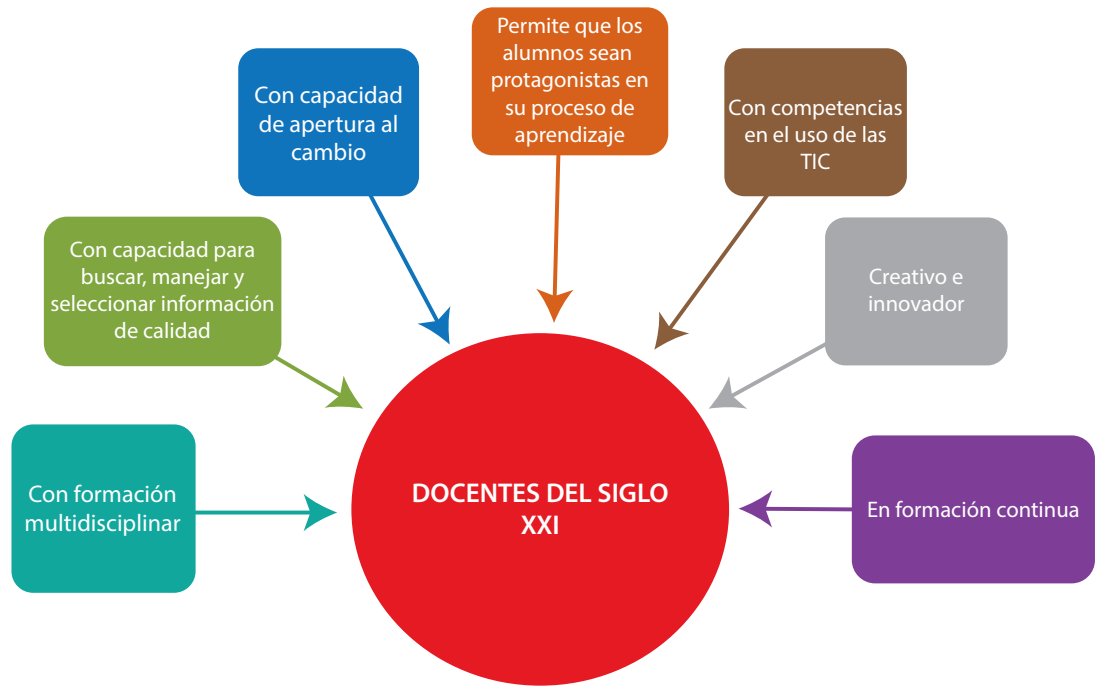 Permite que los
alumnos sean
protagonistas en
su proceso de
aprendizaje
Con capacidad
de apertura al
cambio
Con competencias
en el uso de las
TIC
Con capacidad para
buscar, manejar y
seleccionar información
de calidad
Creativo e
innovador
Con formación
multidisciplinar
DOCENTES DEL SIGLO
XXI
En formación continua